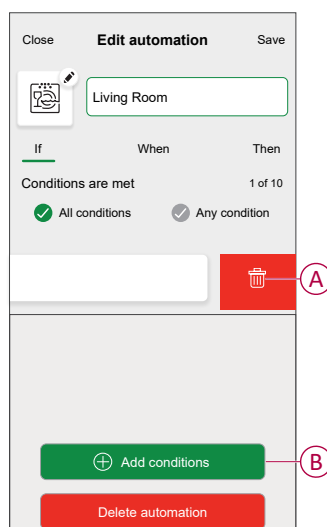 Close Edit automation Save
Living Room
If When Then
Conditions are met 1 of 10
All conditions Any condition
A
Add conditions B
Delete automation